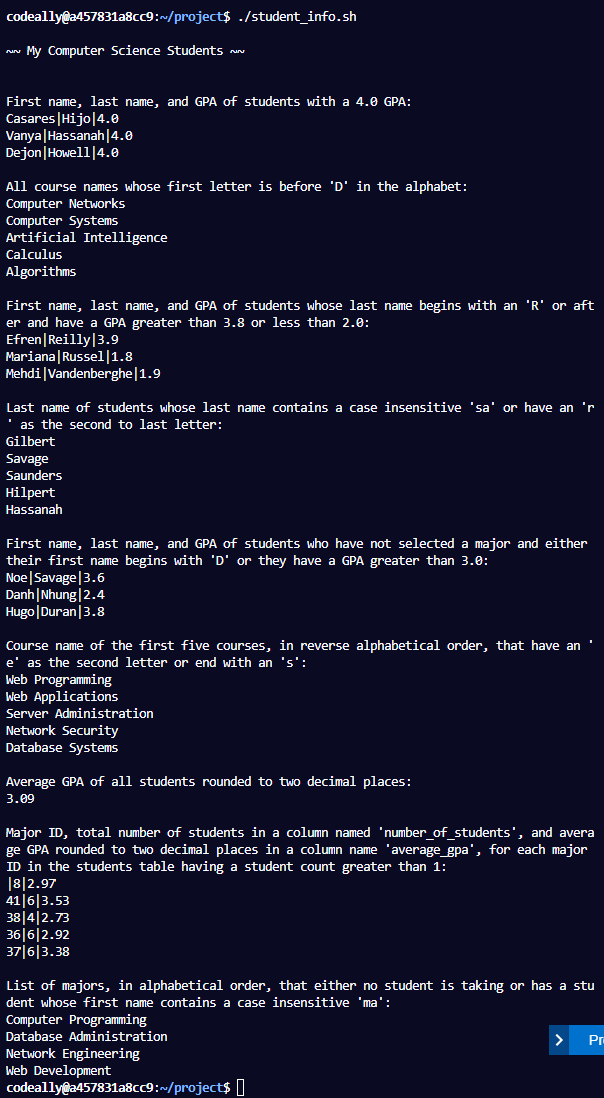 codeally@a457831a8cc9:~/project$ ./student_info.sh
~~ My Computer Science Students ~~
First name, last name, and GPA of students with a 4.0 GPA:
Casares|Hijo|4.0
Vanya|Hassanah|4.0
Dejon|Howell|4.0
All course names whose first letter is before 'D' in the alphabet:
Computer Networks
Computer Systems
Artificial Intelligence
Calculus
Algorithms
First name, last name, and GPA of students whose last name begins with an 'R' or aft
er and have a GPA greater than 3.8 or less than 2.0:
Efren|Reilly|3.9
Mariana|Russel|1.8
Mehdi|Vandenberghe|1.9
Last name of students whose last name contains a case insensitive 'sa' or have an 'r
' as the second to last letter:
Gilbert
Savage
Saunders
Hilpert
Hassanah
First name, last name, and GPA of students who have not selected a major and either 
their first name begins with 'D' or they have a GPA greater than 3.0:
Noe|Savage|3.6
Danh|Nhung|2.4
Hugo|Duran|3.8
Course name of the first five courses, in reverse alphabetical order, that have an '
e' as the second letter or end with an 's':
Web Programming
Web Applications
Server Administration
Network Security
Database Systems
Average GPA of all students rounded to two decimal places:
3.09
Major ID, total number of students in a column named 'number_of_students', and avera
ge GPA rounded to two decimal places in a column name 'average_gpa', for each major 
ID in the students table having a student count greater than 1:
|8|2.97
41|6|3.53
38|4|2.73
36|6|2.92
37|6|3.38
List of majors, in alphabetical order, that either no student is taking or has a stu
dent whose first name contains a case insensitive 'ma':
Computer Programming
Database Administration
Network Engineering
Web Development
codeally@a457831a8cc9:~/project$